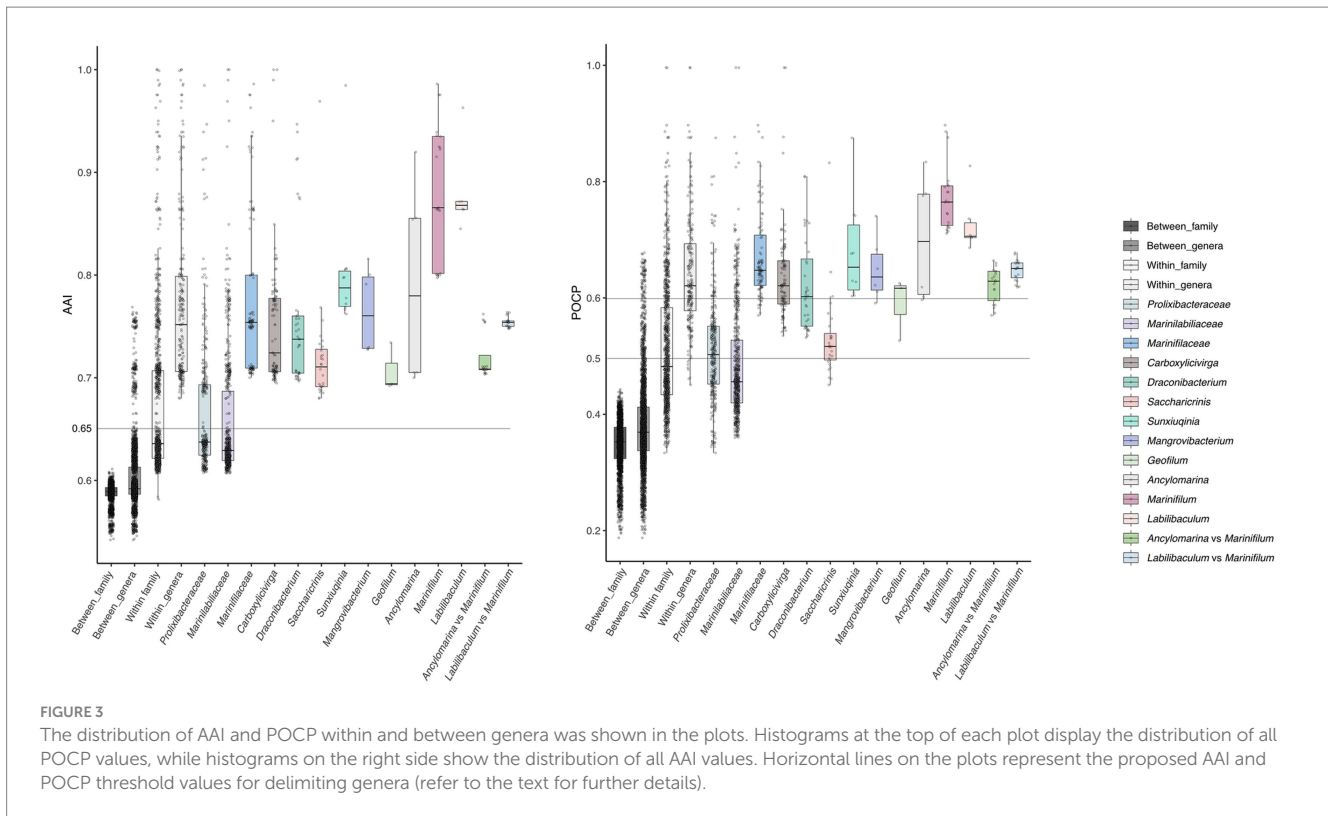 1.0
0.9
0.8
0.7
0.65
0.6
AAI
Between_family
Between_genera
Within family
Within_genera
Prolixibacteraceae
Marinilabiliaceae
Marinifilaceae
Carboxylicivirga
Draconibacterium
Saccharicrinis
Sunxiuqinia
Mangrovibacterium
Geofilum
Ancylomarina
Marinifilum
Labilibaculum
Ancylomarina vs Marinifilum
Labilibaculum vs Marinifilum
1.0
0.8
0.6
0.5
0.4
0.2
POCP
Between_family
Between_genera
Within family
Within_genera
Prolixibacteraceae
Marinilabiliaceae
Marinifilaceae
Carboxylicivirga
Draconibacterium
Saccharicrinis
Sunxiuqinia
Mangrovibacterium
Geofilum
Ancylomarina
Marinifilum
Labilibaculum
Ancylomarina vs Marinifilum
Labilibaculum vs Marinifilum
Between_family
Between_genera
Within_family
Within_genera
Prolixibacteraceae
Marinilabiliaceae
Marinifilaceae
Carboxylicivirga
Draconibacterium
Saccharicrinis
Sunxiuqinia
Mangrovibacterium
Geofilum
Ancylomarina
Marinifilum
Labilibaculum
Ancylomarina vs Marinifilum
Labilibaculum vs Marinifilum
FIGURE 3
The distribution of AAI and POCP within and between genera was shown in the plots. Histograms at the top of each plot display the distribution of all
POCP values, while histograms on the right side show the distribution of all AAI values. Horizontal lines on the plots represent the proposed AAI and
POCP threshold values for delimiting genera (refer to the text for further details).